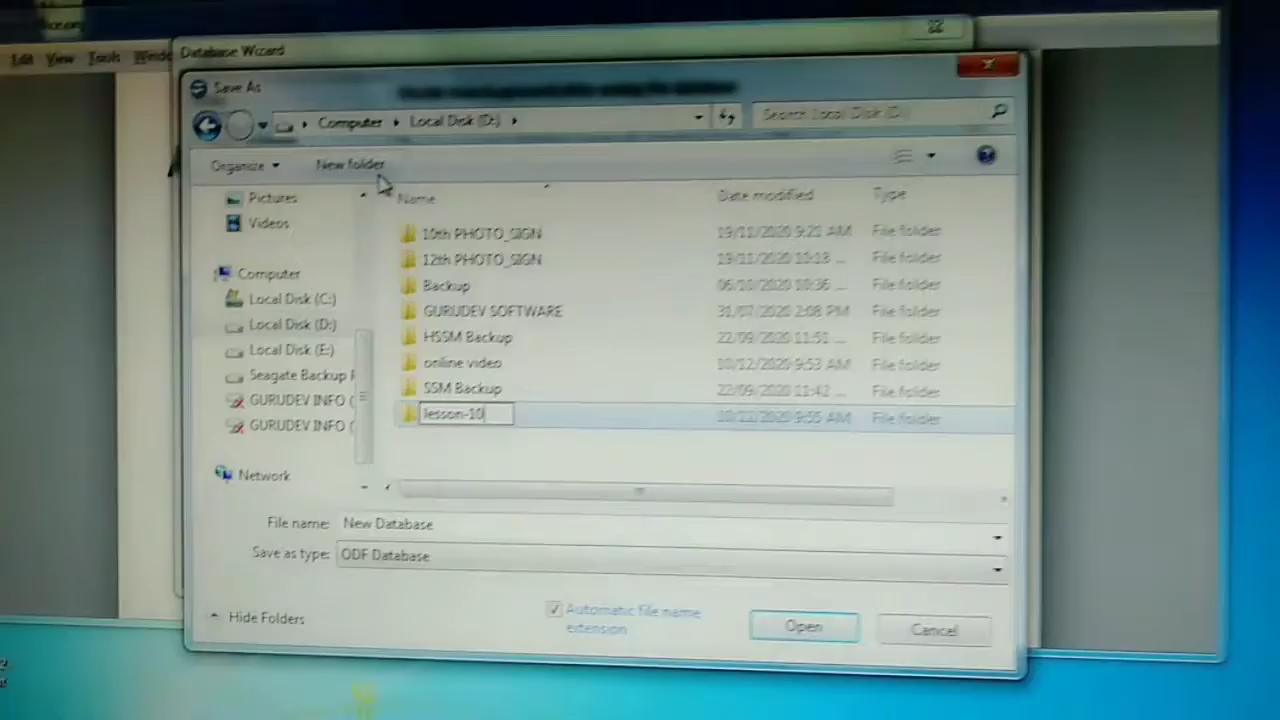 Edit View Tools Windo
Database Wizard
Save As
Computer Local Disk (D:)
Search Local Disk (D:)
Organize New folder
Name Date modified Type
Pictures
Videos
Computer
Local Disk (C:)
Local Disk (D:)
Local Disk (E:)
Seagate Backup
GURUDEV INFO (
GURUDEV INFO (
Network
10th PHOTO_SIGN 19/11/2020 9:21 AM File folder
12th PHOTO_SIGN 19/11/2020 10:18 ... File folder
Backup 06/10/2020 10:36 ... File folder
GURUDEV SOFTWARE 31/07/2020 2:08 PM File folder
HSSM Backup 22/09/2020 11:51 ... File folder
online video 10/12/2020 9:53 AM File folder
SSM Backup 22/09/2020 11:42 ... File folder
lesson-10 10/12/2020 9:55 AM File folder
File name: New Database
Save as type: ODF Database
Hide Folders
Automatic file name
extension
Open Cancel